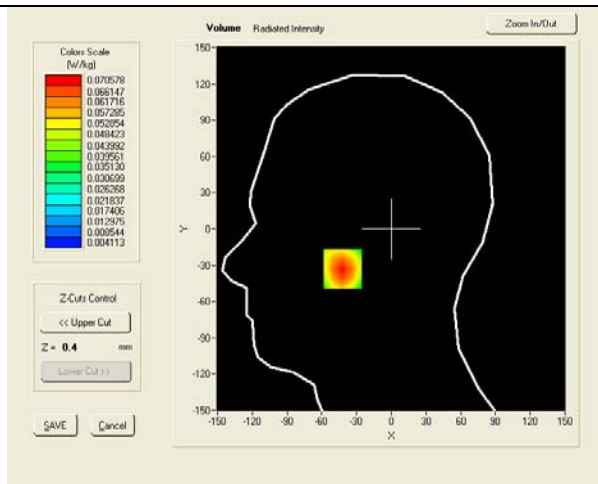 Volume Radiated Intensity
Zoom In/Out
Colors Scale
(W/kg)
0.070578
0.066147
0.061716
0.057285
0.052854
0.048423
0.043992
0.039561
0.035130
0.030699
0.026268
0.021837
0.017406
0.012975
0.008544
0.004113
150
120
90
60
30
0
-30
-60
-90
-120
-150
Y
-150 -120 -90 -60 -30 0 30 60 90 120 150
X
Z-Cuts Control
<< Upper Cut
Z = 0.4 mm
Lower Cut >>
SAVE Cancel